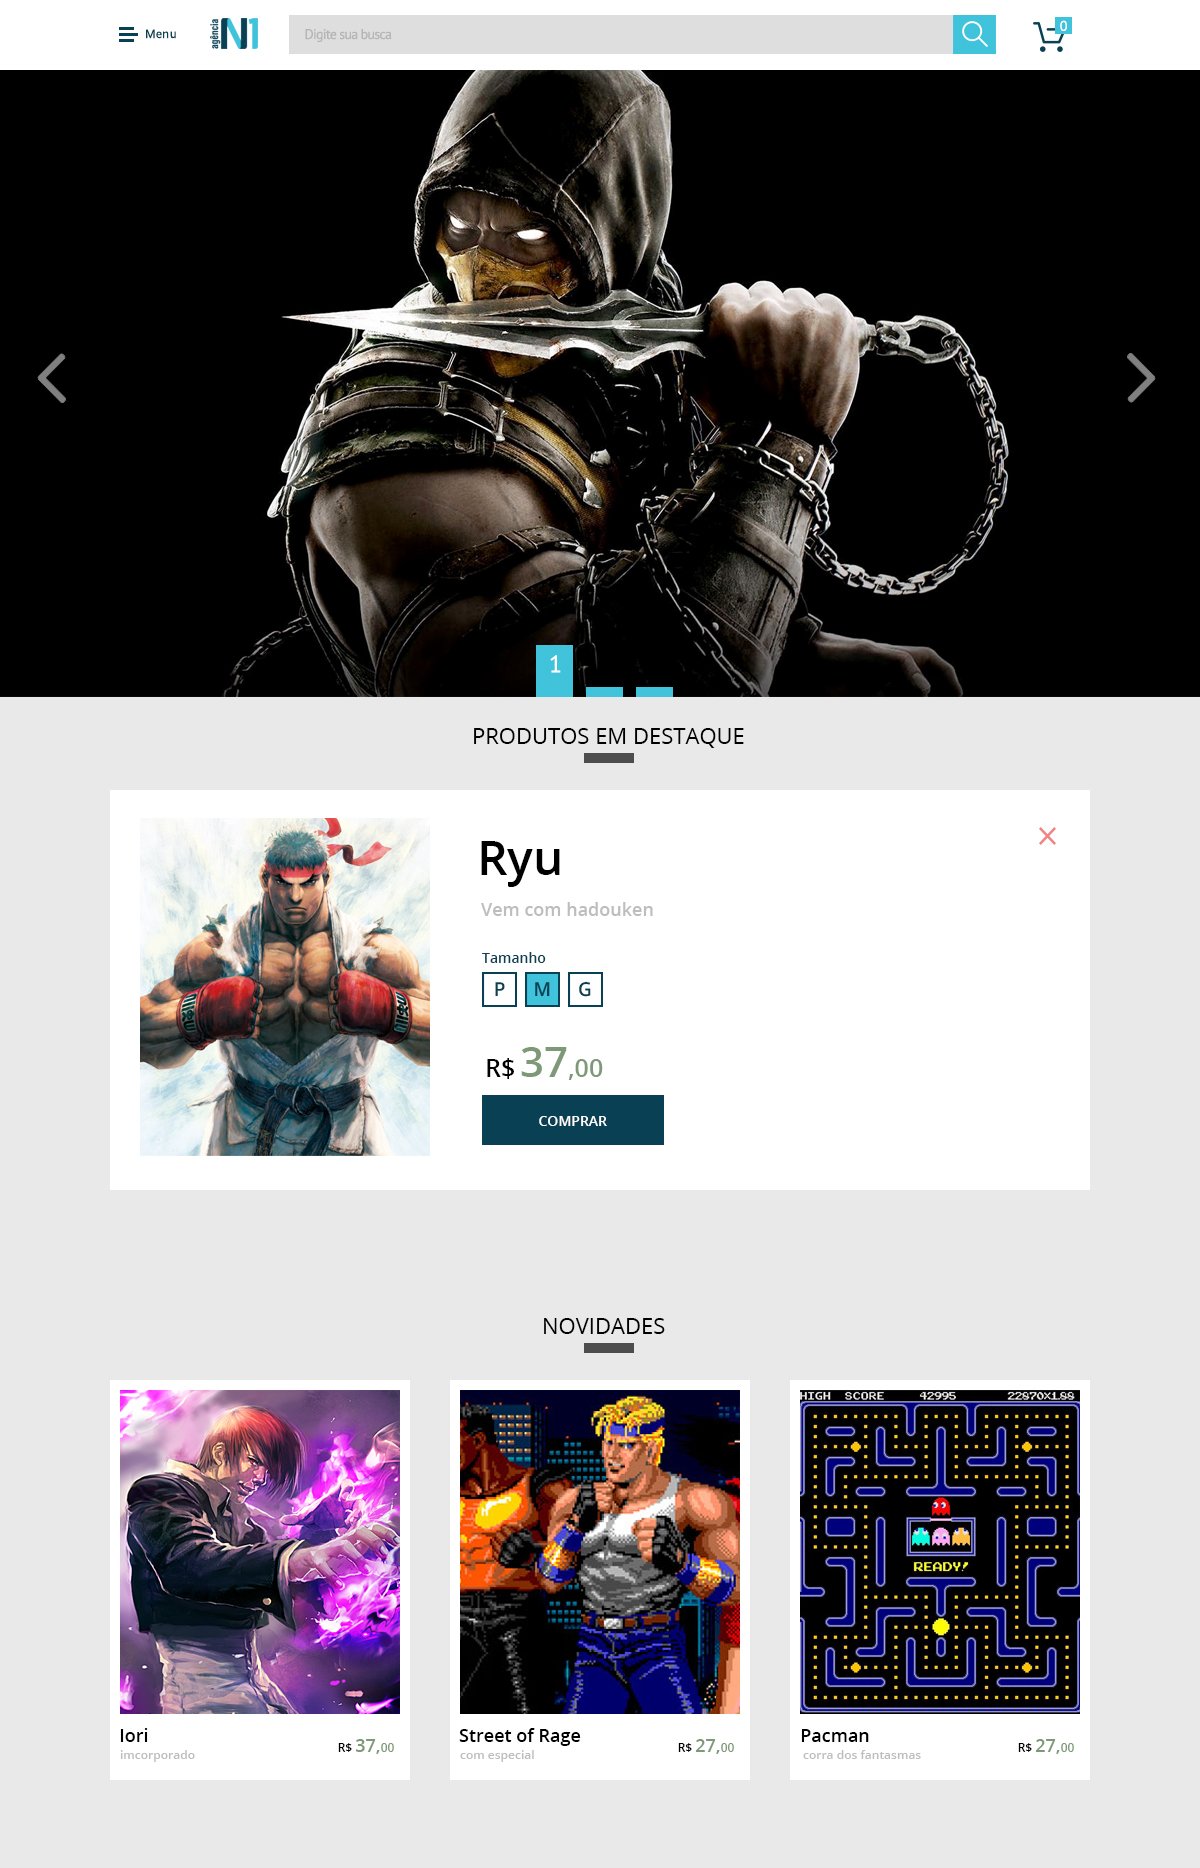 Menu
agência N1
Digite sua busca
0
1
PRODUTOS EM DESTAQUE
Ryu
Vem com hadouken
Tamanho
P M G
R$ 37,00
COMPRAR
NOVIDADES
HIGH SCORE 42995 22870X1.88
READY!
Iori
imcorporado
R$ 37,00
Street of Rage
com especial
R$ 27,00
Pacman
corra dos fantasmas
R$ 27,00